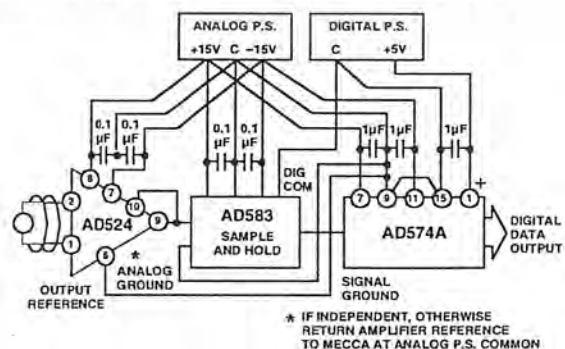 ANALOG P.S.
+15V C –15V
DIGITAL P.S.
C +5V
0.1 µF
0.1 µF
0.1 µF
0.1 µF
1µF
1µF
1µF
DIG COM
8
7
10
9
2
1
6
AD524
AD583
SAMPLE AND HOLD
7
9
11
15
1
+
AD574A
DIGITAL DATA OUTPUT
*
ANALOG GROUND
OUTPUT REFERENCE
SIGNAL GROUND
* IF INDEPENDENT, OTHERWISE
RETURN AMPLIFIER REFERENCE
TO MECCA AT ANALOG P.S. COMMON